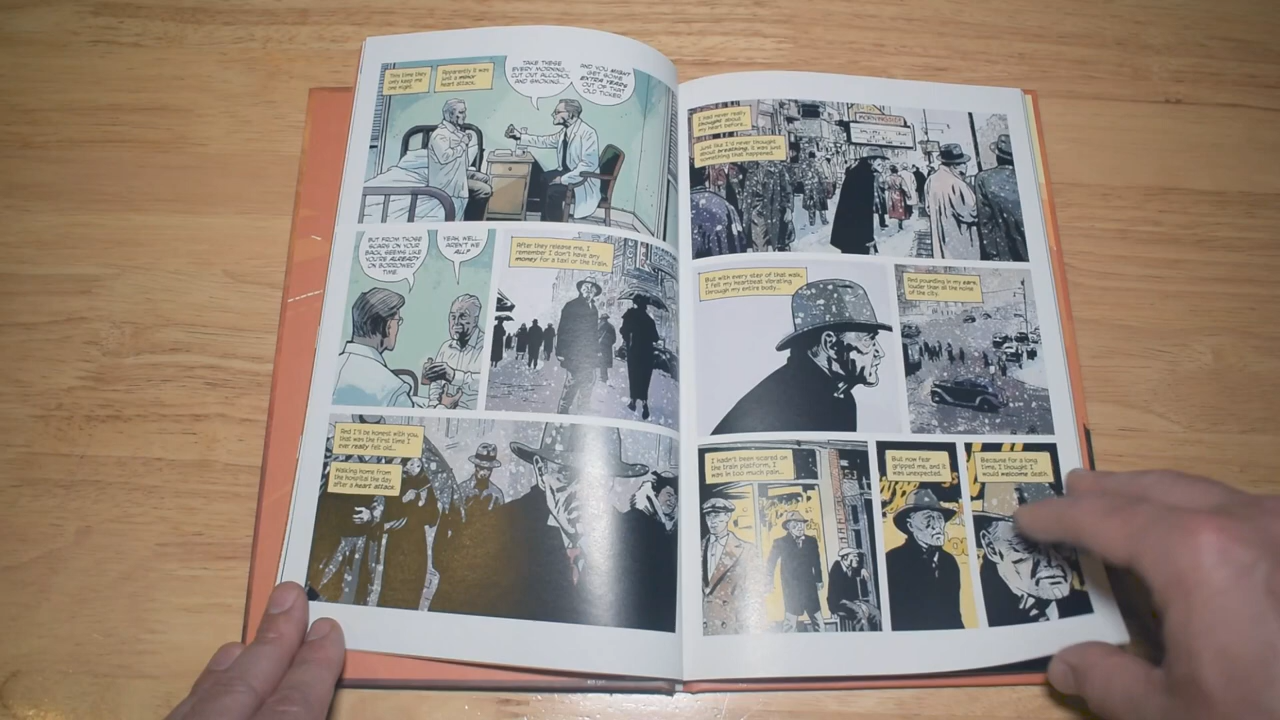 This time they
only keep me
one night.
Apparently it was
just a minor
heart attack.
TAKE THESE
EVERY MORNING...
CUT OUT ALCOHOL
AND SMOKING...
AND YOU MIGHT
GET SOME
EXTRA YEARS
OUT OF THAT
OLD TICKER.
BUT FROM THOSE
SCARS ON YOUR
BACK, SEEMS LIKE
YOU'RE ALREADY
ON BORROWED
TIME.
YEAH, WELL...
AREN'T WE
ALL?
After they release me, I
remember I don't have any
money for a taxi or the train.
And I'll be honest with you,
that was the first time I
ever really felt old...
Walking home from
the hospital the day
after a heart attack.
I had never really
thought about
my heart before...
Just like I'd never thought
about breathing, it was just
something that happened.
But with every step of that walk,
I felt my heartbeat vibrating
through my entire body...
And pounding in my ears,
louder than all the noise
of the city.
I hadn't been scared on
the train platform, I
was in too much pain...
But now fear
gripped me, and it
was unexpected.
Because for a long
time, I thought I
would welcome death.